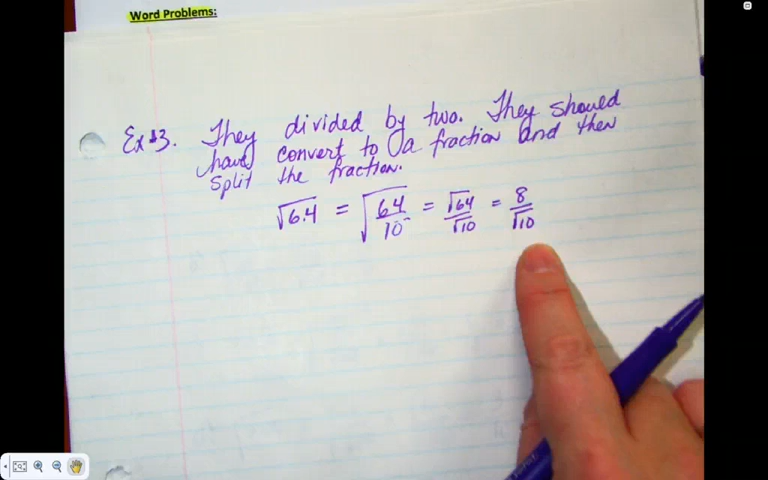 Word Problems:
Ex #3. They divided by two. They should
have convert to a fraction and then
split the fraction.
√6.4 = √(64/10) = √64/√10 = 8/√10